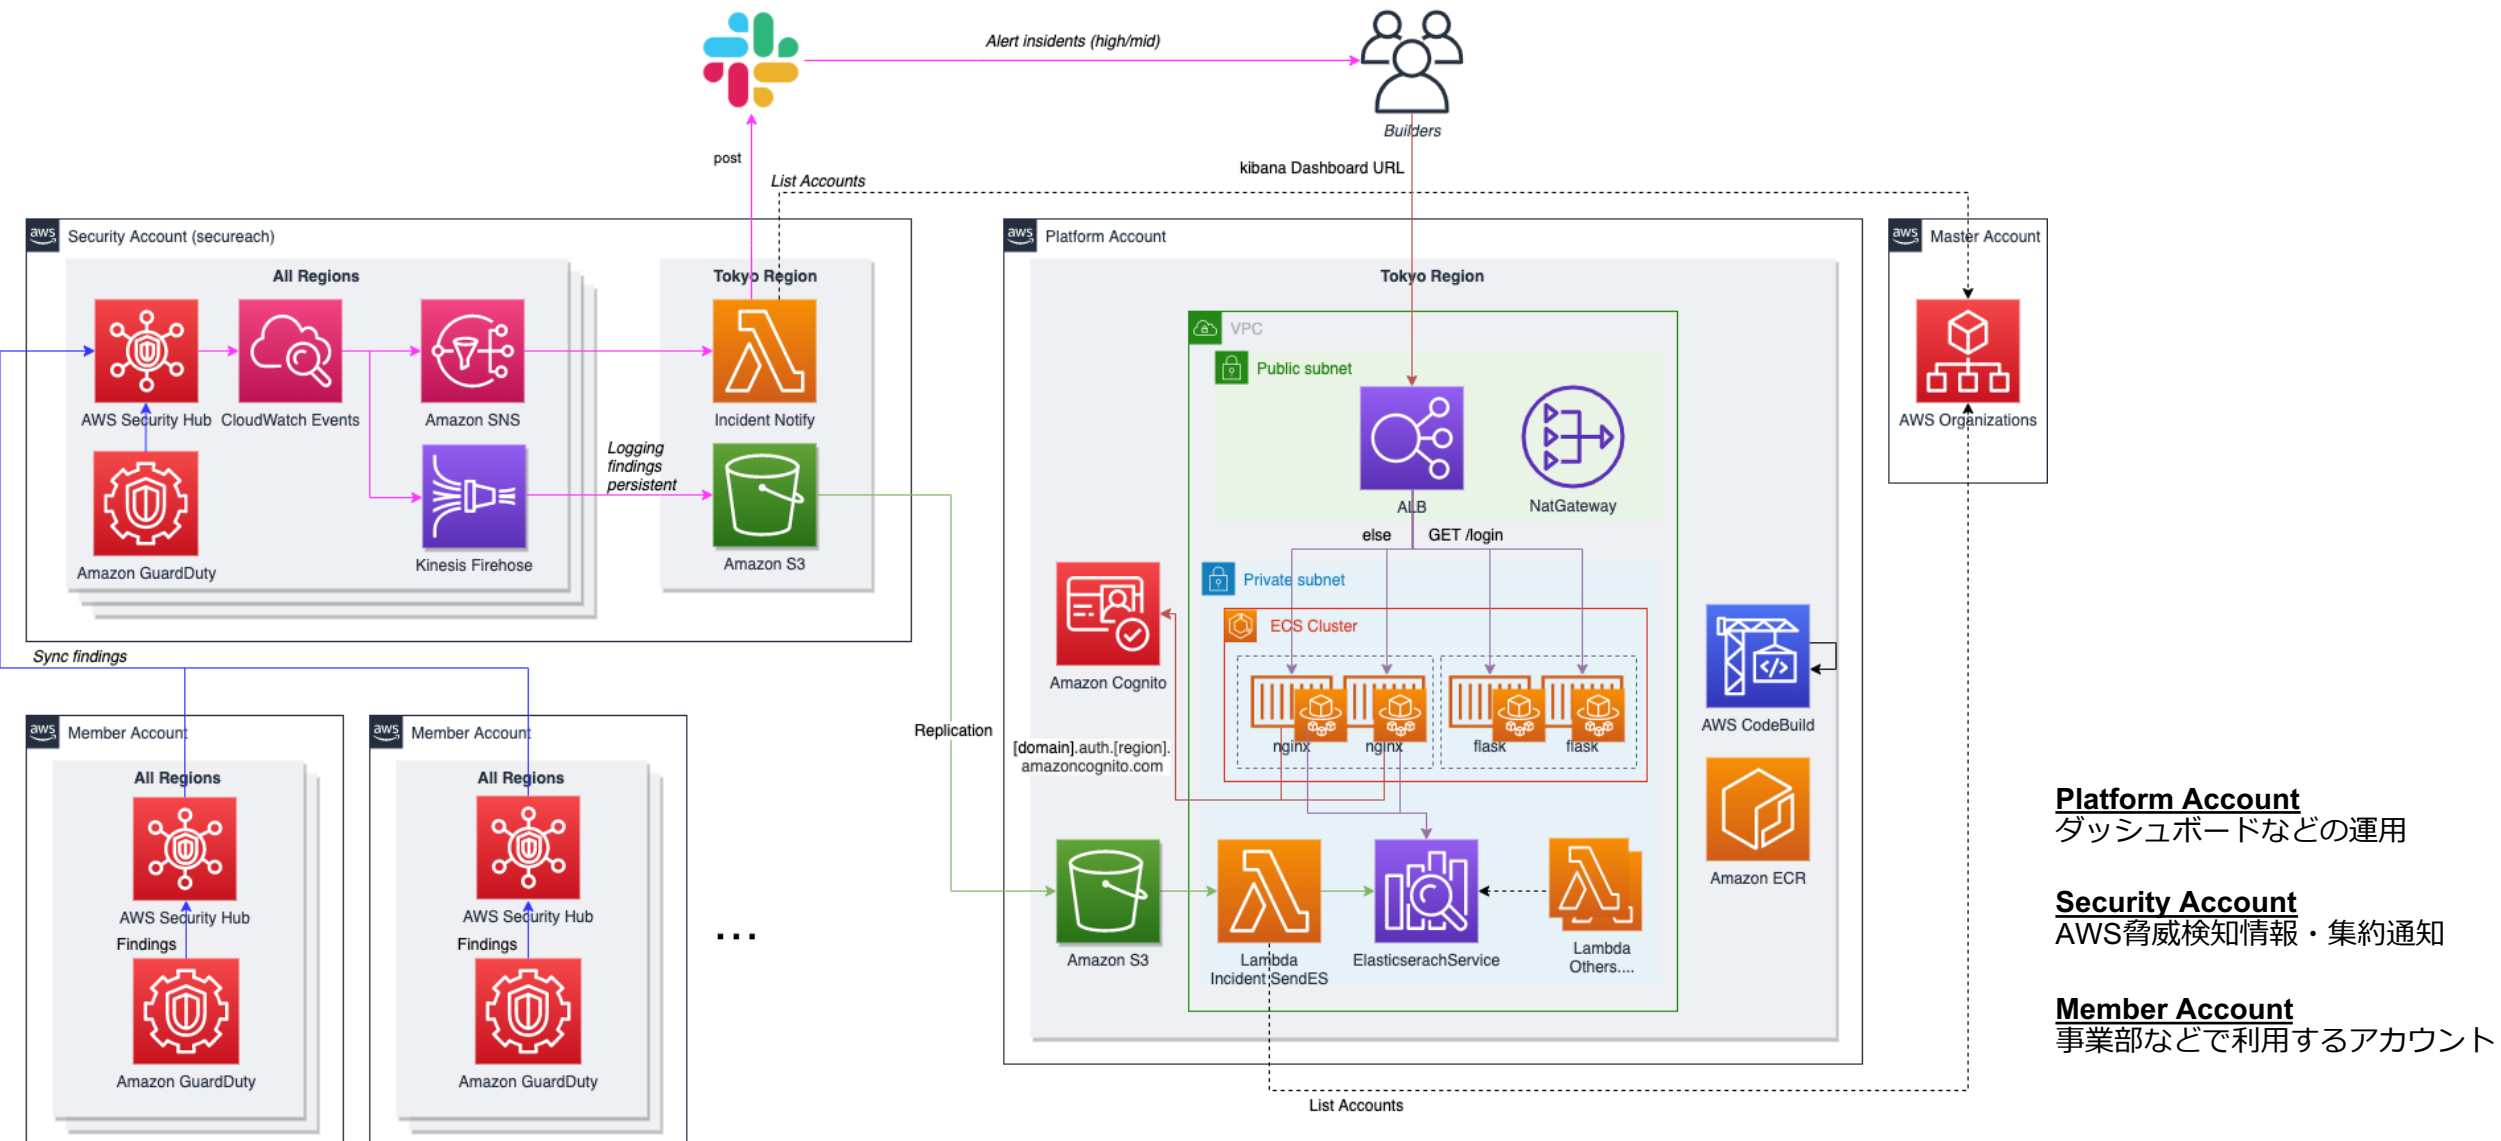 Alert insidents (high/mid)
Builders
post
kibana Dashboard URL
List Accounts
aws
Security Account (secureach)
All Regions
Tokyo Region
AWS Security Hub
CloudWatch Events
Amazon SNS
Incident Notify
Logging
findings
persistent
Amazon GuardDuty
Kinesis Firehose
Amazon S3
Sync findings
aws
Member Account
All Regions
AWS Security Hub
Findings
Amazon GuardDuty
aws
Member Account
All Regions
AWS Security Hub
Findings
Amazon GuardDuty
...
Replication
aws
Platform Account
Tokyo Region
VPC
Public subnet
ALB
NatGateway
else
GET /login
Private subnet
ECS Cluster
nginx
nginx
flask
flask
Amazon Cognito
[domain].auth.[region].
amazoncognito.com
AWS CodeBuild
Amazon ECR
Amazon S3
Lambda
Incident SendES
ElasticserachService
Lambda
Others....
List Accounts
aws
Master Account
AWS Organizations
Platform Account
ダッシュボードなどの運用
Security Account
AWS脅威検知情報・集約通知
Member Account
事業部などで利用するアカウント